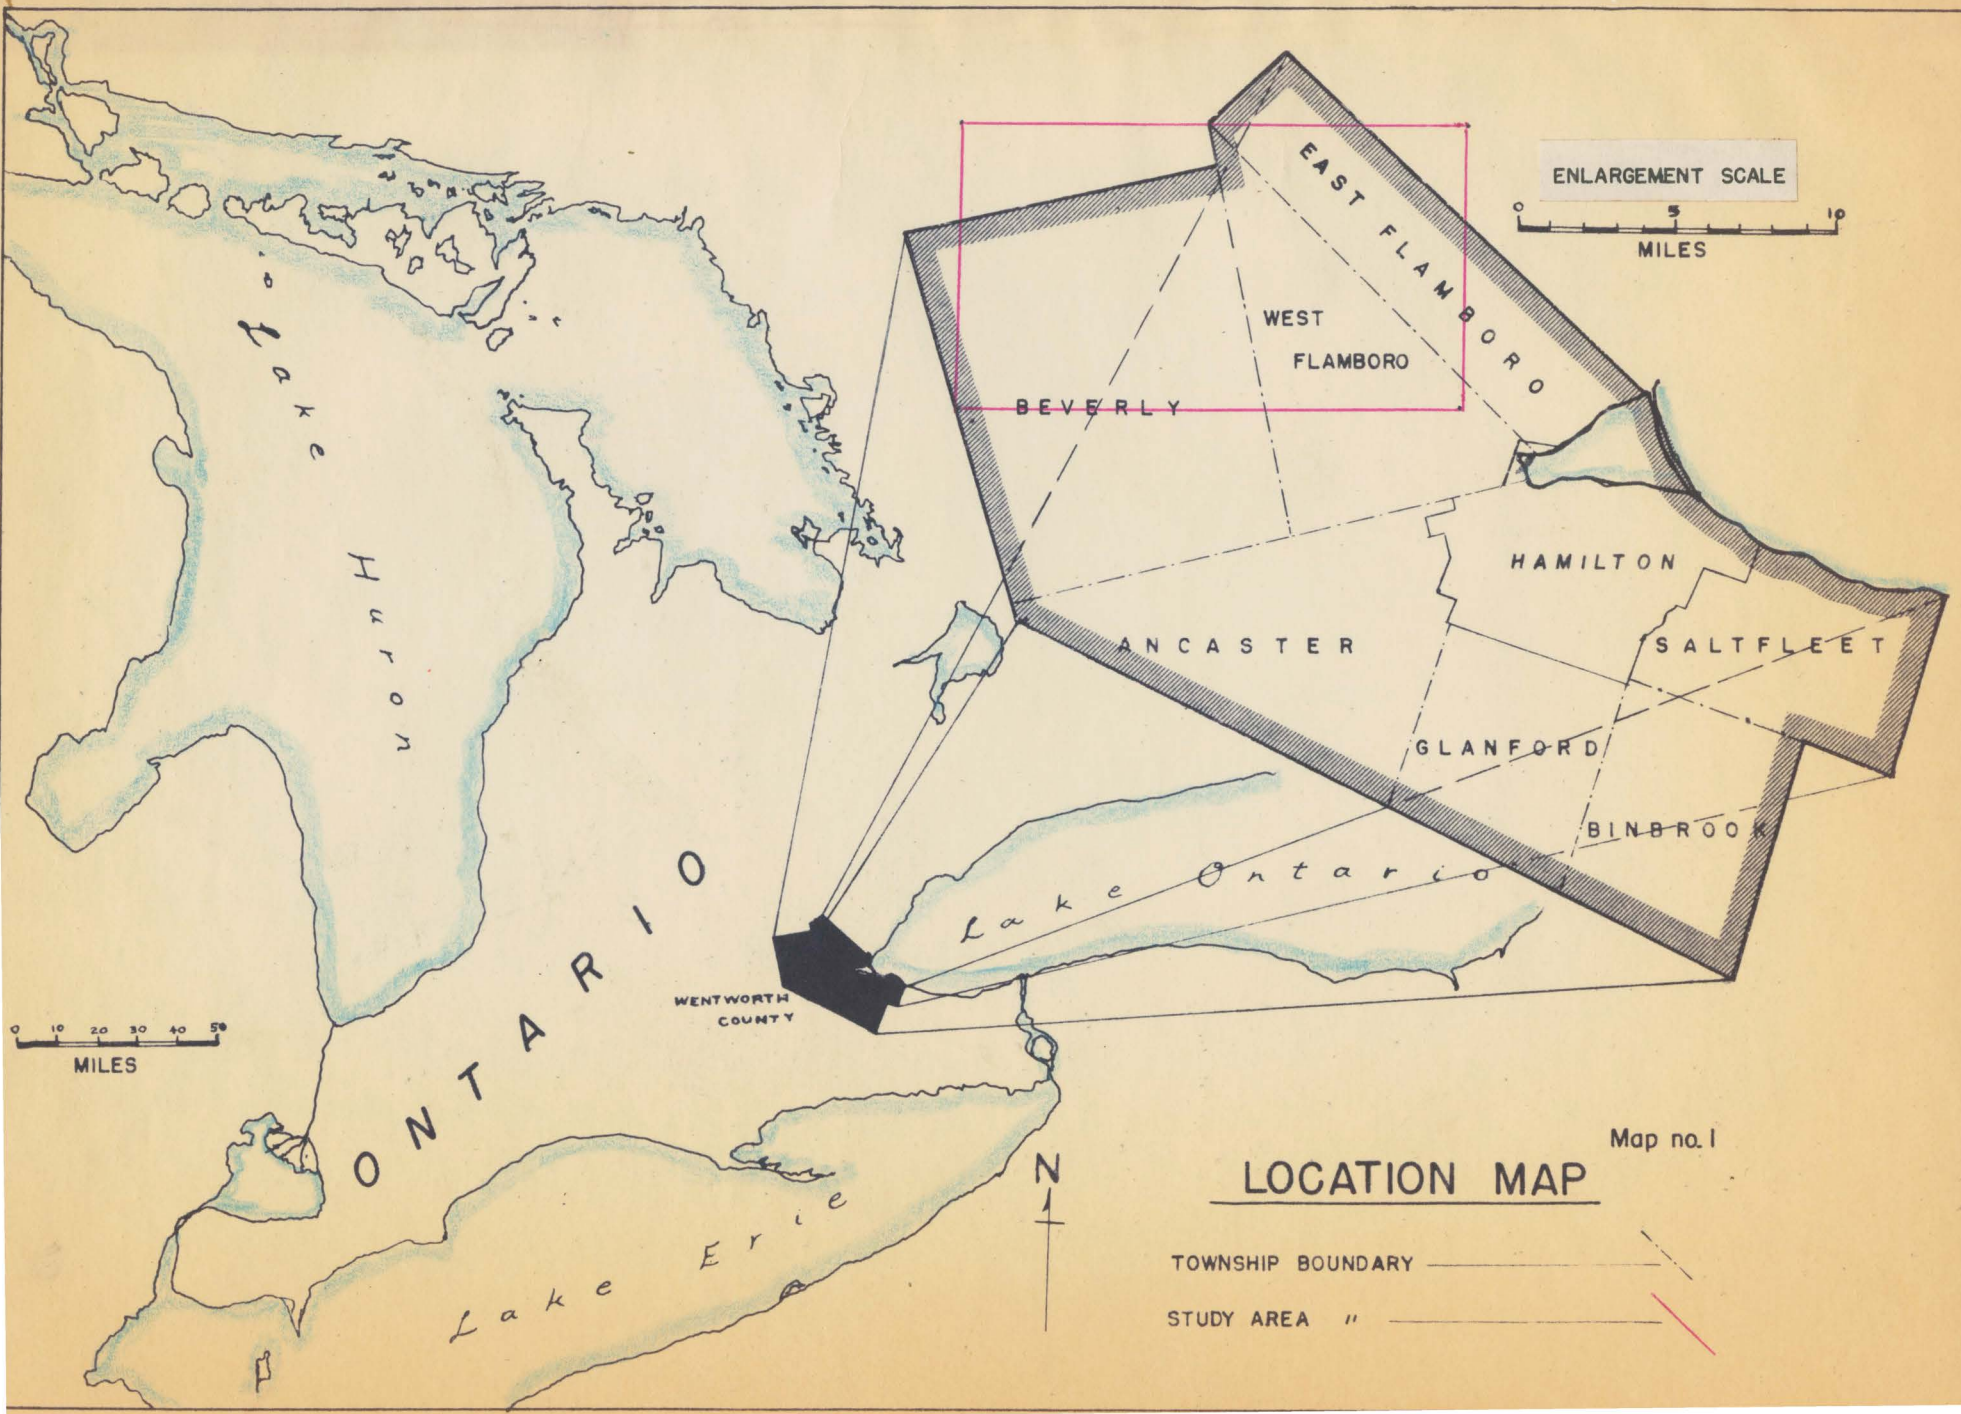 EAST FLAMBORO
ENLARGEMENT SCALE
0 5 10
MILES
WEST
FLAMBORO
BEVERLY
Lake Huron
HAMILTON
ANCASTER
SALTFLEET
GLANFORD
BINBROOK
Lake Ontario
ONTARIO
WENTWORTH
COUNTY
0 10 20 30 40 50
MILES
Lake Erie
N
Map no. 1
LOCATION MAP
TOWNSHIP BOUNDARY
STUDY AREA "